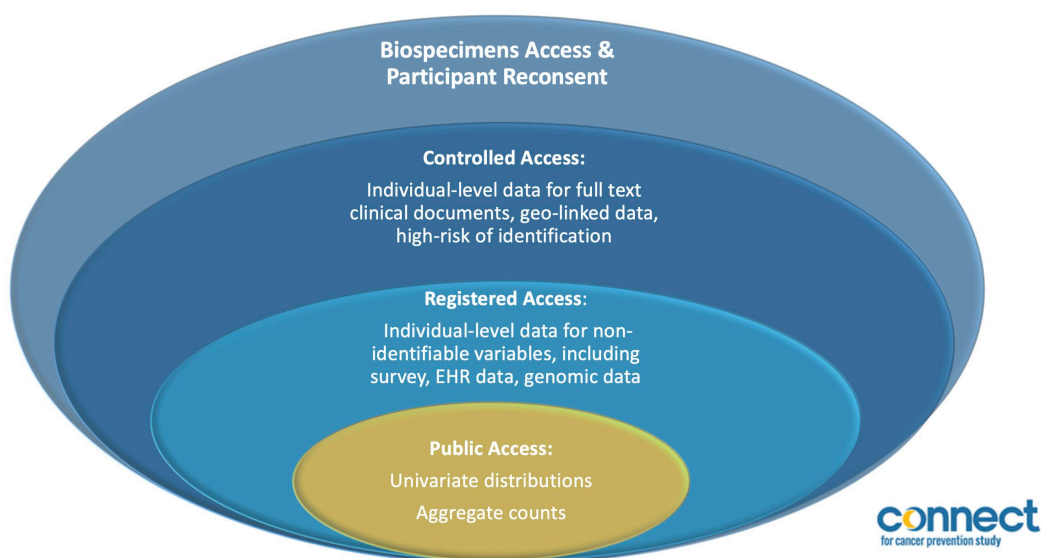 Biospecimens Access &
Participant Reconsent
Controlled Access:
Individual-level data for full text
clinical documents, geo-linked data,
high-risk of identification
Registered Access:
Individual-level data for non-
identifiable variables, including
survey, EHR data, genomic data
Public Access:
Univariate distributions
Aggregate counts
connect
for cancer prevention study